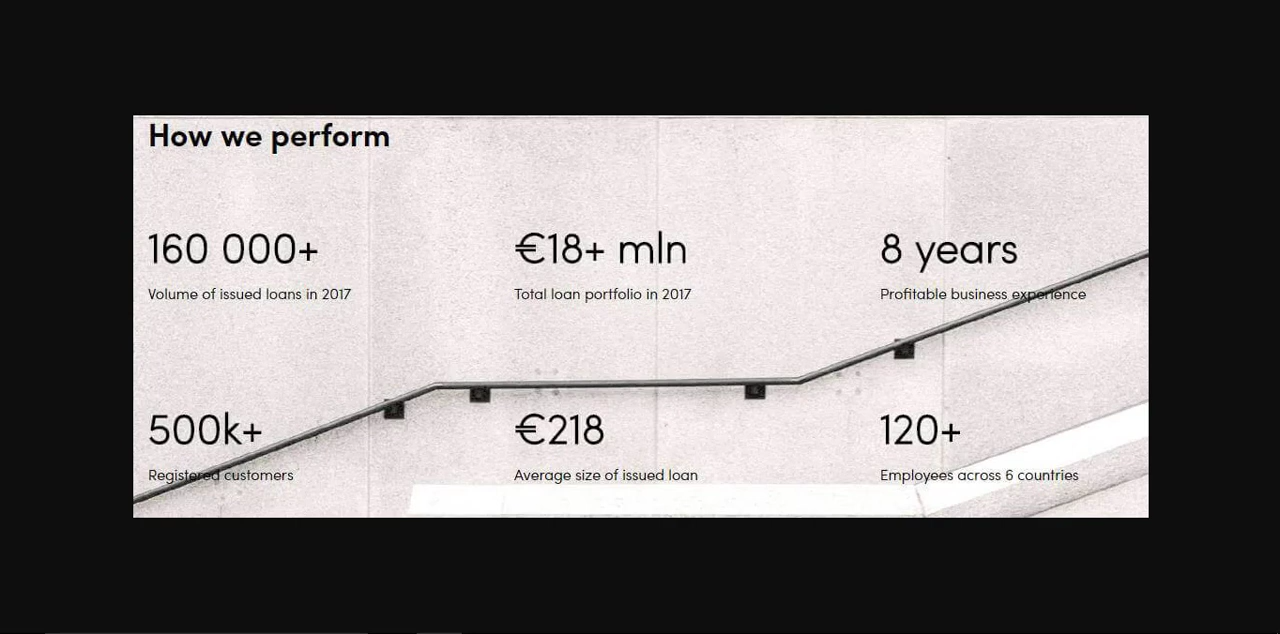 How we perform
160 000+
€18+ mln
8 years
Volume of issued loans in 2017
Total loan portfolio in 2017
Profitable business experience
500k+
€218
120+
Registered customers
Average size of issued loan
Employees across 6 countries